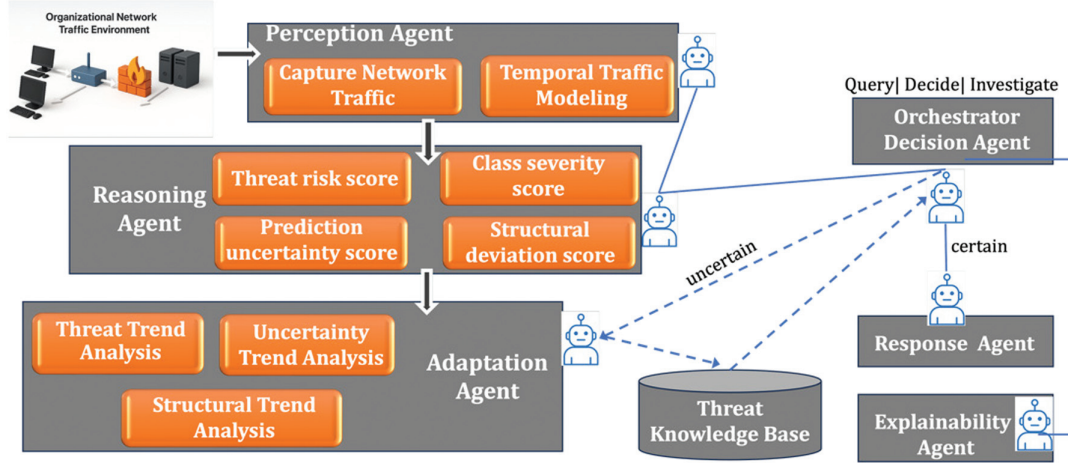 Organizational Network
Traffic Environment
Perception Agent
Capture Network
Traffic
Temporal Traffic
Modeling
Query| Decide| Investigate
Orchestrator
Decision Agent
Reasoning
Agent
Threat risk score
Class severity
score
Prediction
uncertainty score
Structural
deviation score
uncertain
certain
Threat Trend
Analysis
Uncertainty
Trend Analysis
Structural Trend
Analysis
Adaptation
Agent
Threat
Knowledge Base
Response Agent
Explainability
Agent